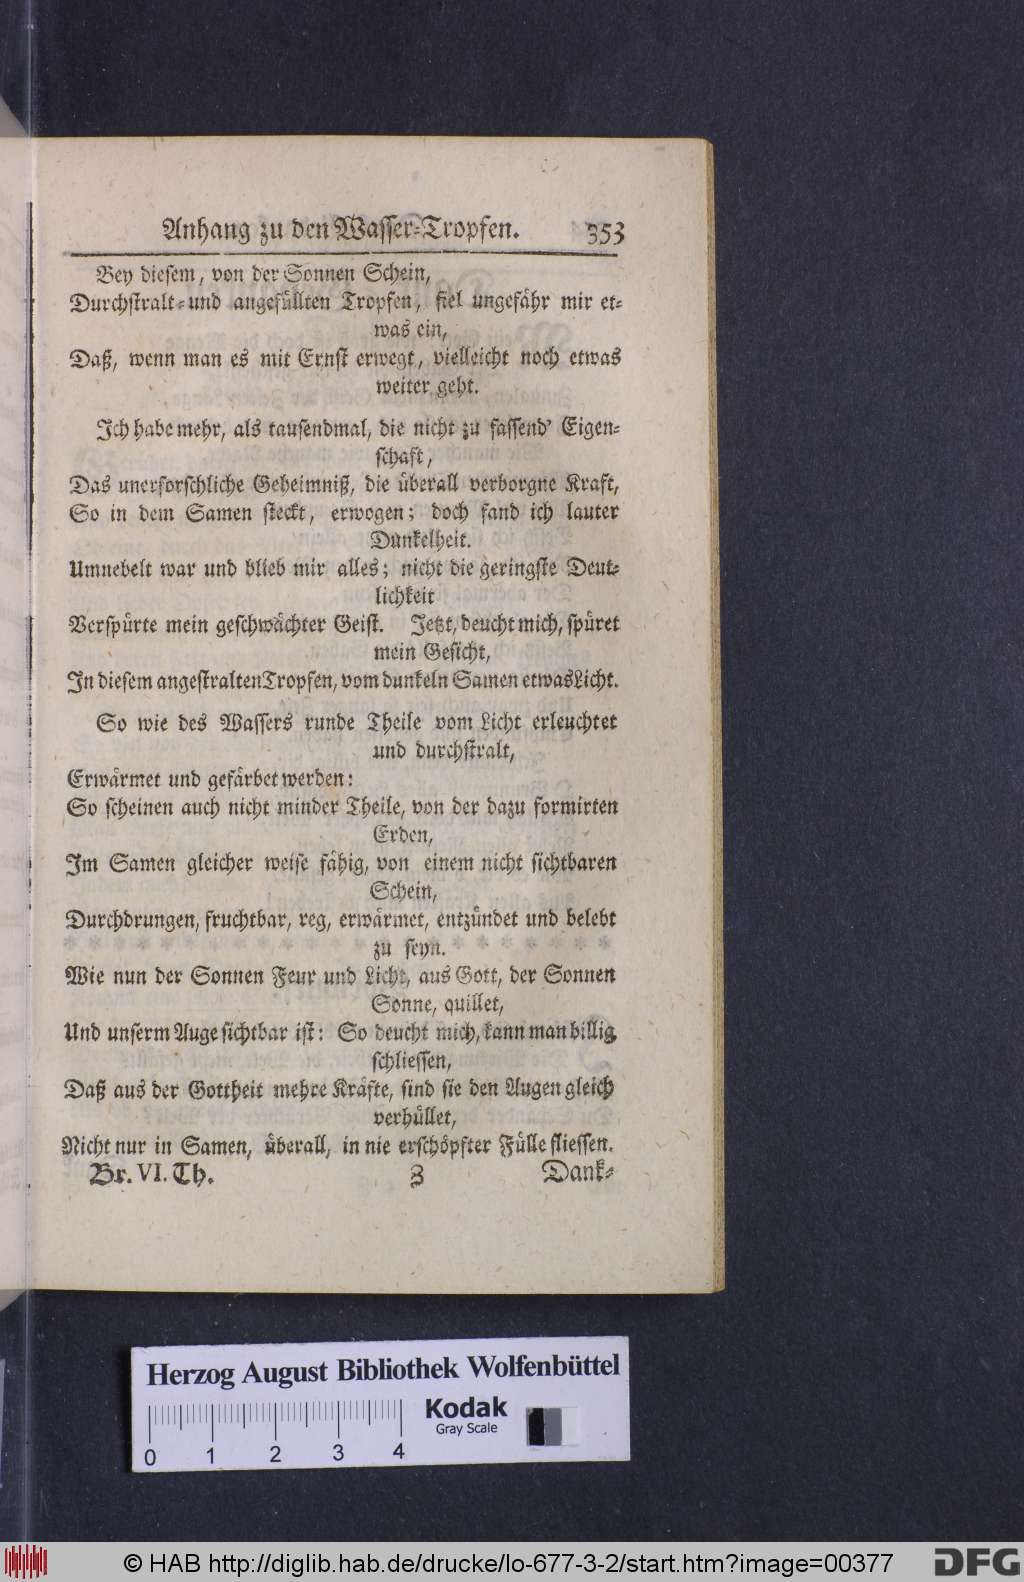 Anhang zu den Wasser-Tropfen. 353
Bey diesem, von der Sonnen Schein,
Durchstralt- und angefüllten Tropfen, fiel ungefähr mir et-
was ein,
Daß, wenn man es mit Ernst erwegt, vielleicht noch etwas
weiter geht.
Ich habe mehr, als tausendmal, die nicht zu fassend' Eigen-
schaft,
Das unerforschliche Geheimniß, die überall verborgne Kraft,
So in dem Samen steckt, erwogen; doch fand ich lauter
Dunkelheit.
Umnebelt war und blieb mir alles; nicht die geringste Deut-
lichkeit
Verspürte mein geschwächter Geist. Jetzt, deucht mich, spüret
mein Gesicht,
In diesem angestralten Tropfen, vom dunkeln Samen etwas Licht.
So wie des Wassers runde Theile vom Licht erleuchtet
und durchstralt,
Erwärmet und gefärbet werden:
So scheinen auch nicht minder Theile, von der dazu formirten
Erden,
Im Samen gleicher weise fähig, von einem nicht sichtbaren
Schein,
Durchdrungen, fruchtbar, reg, erwärmet, entzündet und belebt
zu seyn.
Wie nun der Sonnen Feur und Licht, aus Gott, der Sonnen
Sonne, quillet,
Und unserm Auge sichtbar ist: So deucht mich, kann man billig
schliessen,
Daß aus der Gottheit mehre Kräfte, sind sie den Augen gleich
verhüllet,
Nicht nur in Samen, überall, in nie erschöpfter Fülle fliessen.
Br. VI. Th. Z Dank-
Herzog August Bibliothek Wolfenbüttel
Kodak
Gray Scale
0 1 2 3 4
© HAB http://diglib.hab.de/drucke/lo-677-3-2/start.htm?image=00377
DFG